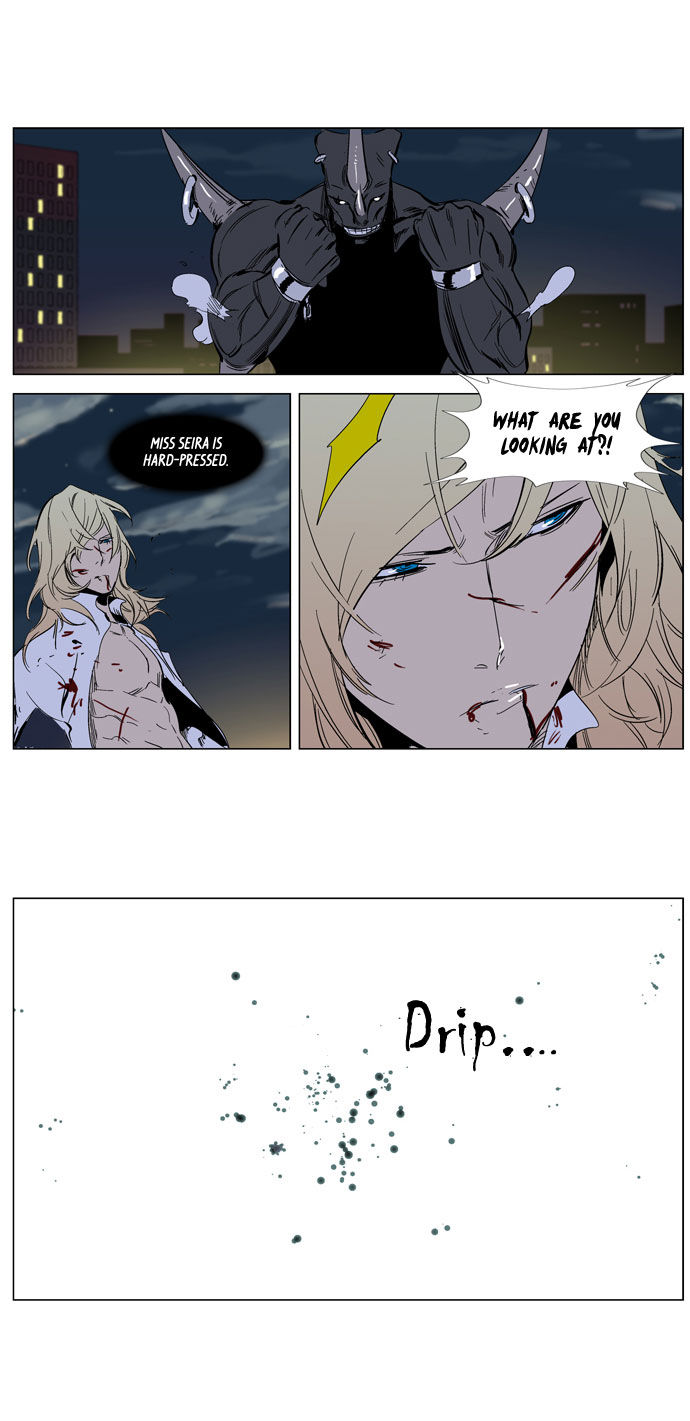 MISS SEIRA IS
HARD-PRESSED.
WHAT ARE YOU
LOOKING AT?!
Drip....